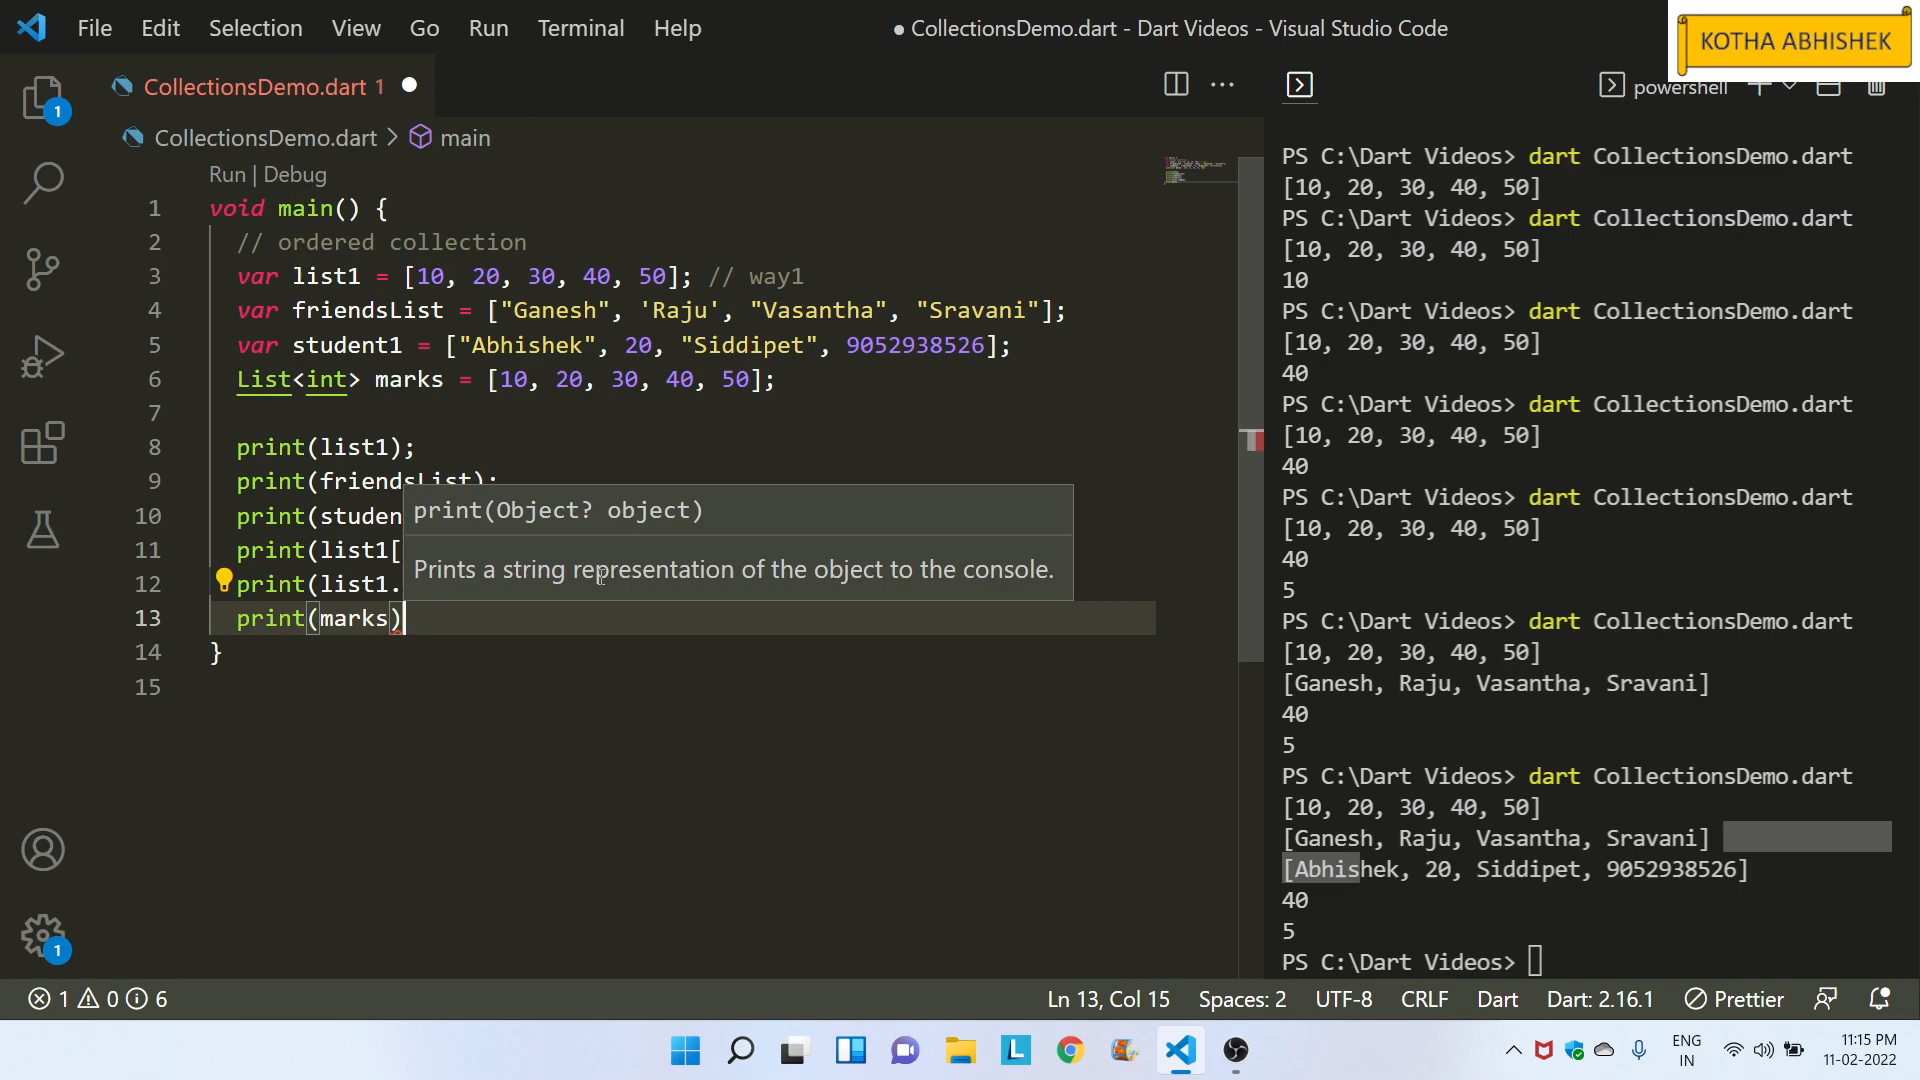 File Edit Selection View Go Run Terminal Help
● CollectionsDemo.dart - Dart Videos - Visual Studio Code
KOTHA ABHISHEK
CollectionsDemo.dart 1
powershell
CollectionsDemo.dart > main
Run | Debug
1 void main() {
2 // ordered collection
3 var list1 = [10, 20, 30, 40, 50]; // way1
4 var friendsList = ["Ganesh", 'Raju', "Vasantha", "Sravani"];
5 var student1 = ["Abhishek", 20, "Siddipet", 9052938526];
6 List<int> marks = [10, 20, 30, 40, 50];
7
8 print(list1);
9 print(friendsList);
10 print(studen
11 print(list1[
12 print(list1.
13 print(marks)
14 }
15
print(Object? object)
Prints a string representation of the object to the console.
PS C:\Dart Videos> dart CollectionsDemo.dart
[10, 20, 30, 40, 50]
PS C:\Dart Videos> dart CollectionsDemo.dart
[10, 20, 30, 40, 50]
10
PS C:\Dart Videos> dart CollectionsDemo.dart
[10, 20, 30, 40, 50]
40
PS C:\Dart Videos> dart CollectionsDemo.dart
[10, 20, 30, 40, 50]
40
PS C:\Dart Videos> dart CollectionsDemo.dart
[10, 20, 30, 40, 50]
40
5
PS C:\Dart Videos> dart CollectionsDemo.dart
[10, 20, 30, 40, 50]
[Ganesh, Raju, Vasantha, Sravani]
40
5
PS C:\Dart Videos> dart CollectionsDemo.dart
[10, 20, 30, 40, 50]
[Ganesh, Raju, Vasantha, Sravani]
[Abhishek, 20, Siddipet, 9052938526]
40
5
PS C:\Dart Videos>
1
1
1 0 6
Ln 13, Col 15 Spaces: 2 UTF-8 CRLF Dart Dart: 2.16.1 Prettier
L
ENG
IN
11:15 PM
11-02-2022